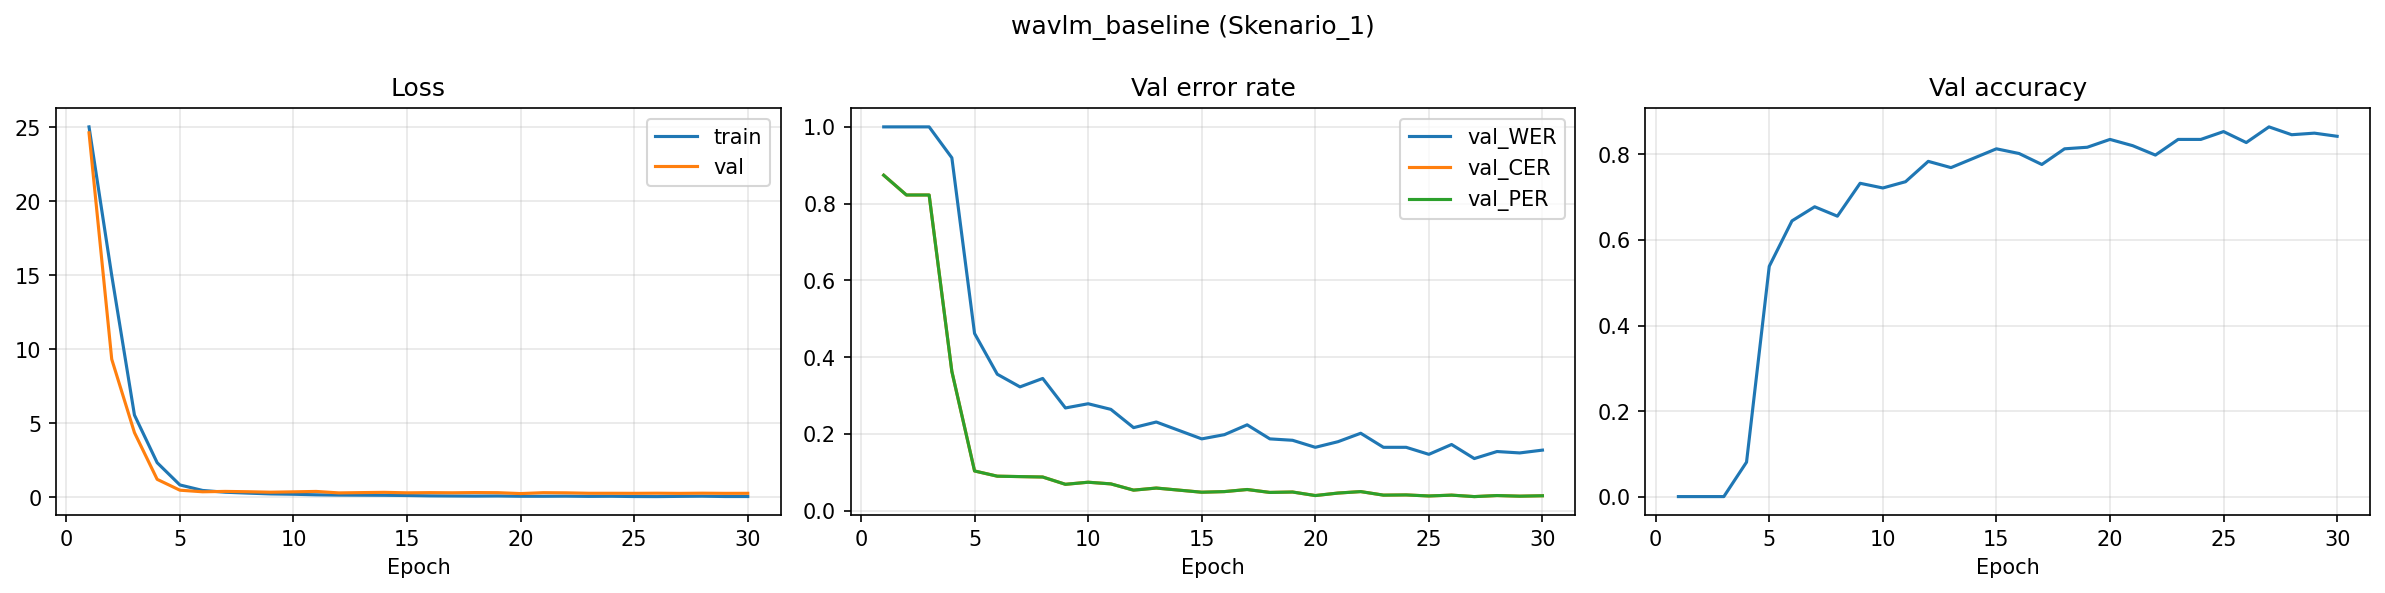 wavlm_baseline (Skenario_1)
Loss
25
20
15
10
5
0
train
val
0 5 10 15 20 25 30
Epoch
Val error rate
1.0
0.8
0.6
0.4
0.2
0.0
val_WER
val_CER
val_PER
0 5 10 15 20 25 30
Epoch
Val accuracy
0.8
0.6
0.4
0.2
0.0
0 5 10 15 20 25 30
Epoch